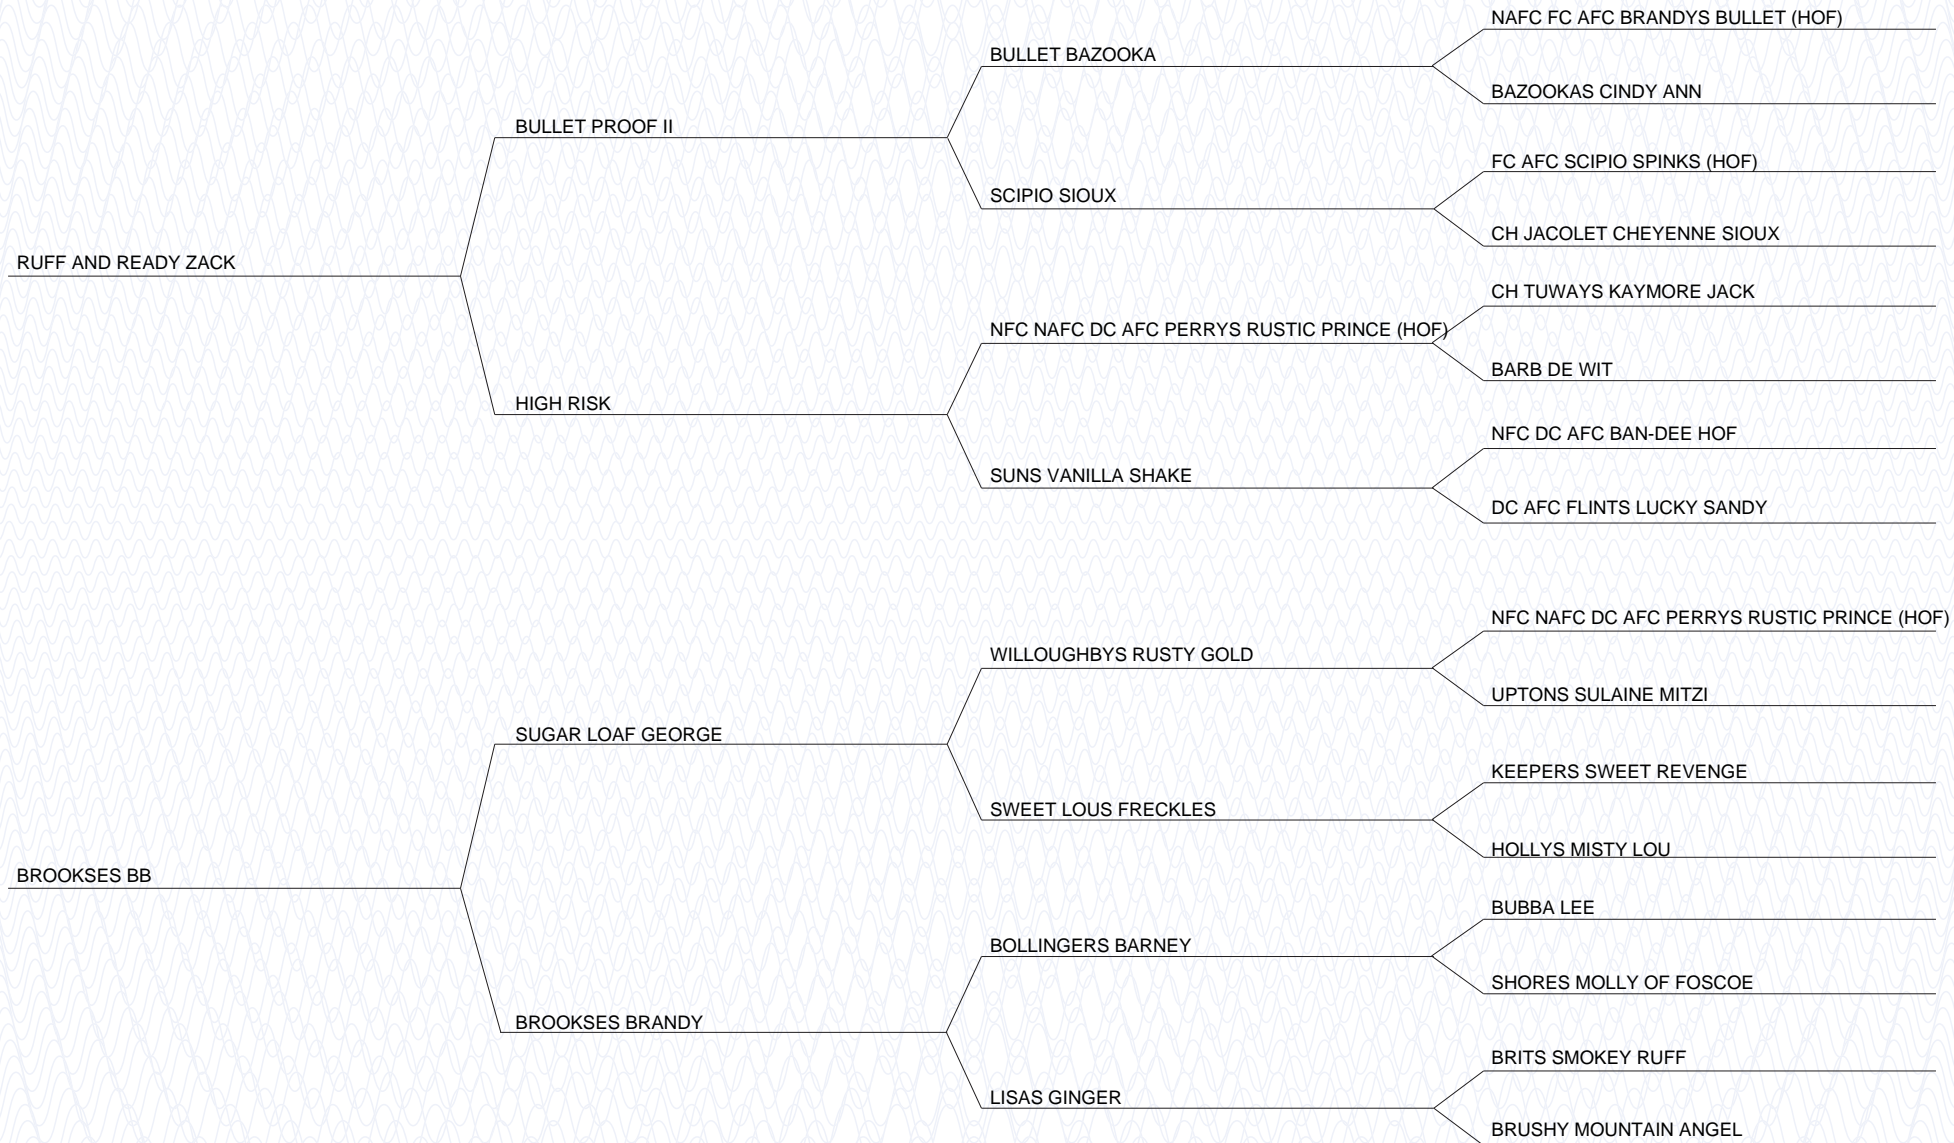 NAFC FC AFC BRANDYS BULLET (HOF)
BULLET BAZOOKA
BAZOOKAS CINDY ANN
BULLET PROOF II
FC AFC SCIPIO SPINKS (HOF)
SCIPIO SIOUX
CH JACOLET CHEYENNE SIOUX
RUFF AND READY ZACK
CH TUWAYS KAYMORE JACK
NFC NAFC DC AFC PERRYS RUSTIC PRINCE (HOF)
BARB DE WIT
HIGH RISK
NFC DC AFC BAN-DEE HOF
SUNS VANILLA SHAKE
DC AFC FLINTS LUCKY SANDY
NFC NAFC DC AFC PERRYS RUSTIC PRINCE (HOF)
WILLOUGHBYS RUSTY GOLD
UPTONS SULAINE MITZI
SUGAR LOAF GEORGE
KEEPERS SWEET REVENGE
SWEET LOUS FRECKLES
HOLLYS MISTY LOU
BROOKSES BB
BUBBA LEE
BOLLINGERS BARNEY
SHORES MOLLY OF FOSCOE
BROOKSES BRANDY
BRITS SMOKEY RUFF
LISAS GINGER
BRUSHY MOUNTAIN ANGEL